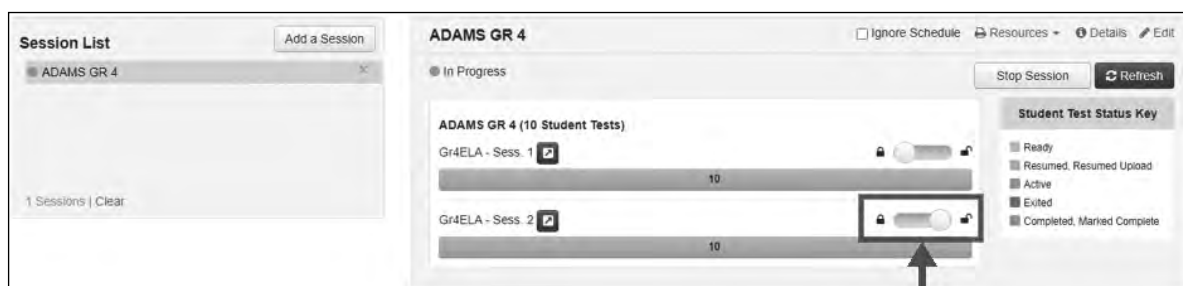 Session List
Add a Session
ADAMS GR 4
1 Sessions | Clear
ADAMS GR 4
Ignore Schedule
Resources
Details
Edit
In Progress
Stop Session
Refresh
ADAMS GR 4 (10 Student Tests)
Gr4ELA - Sess. 1
10
Gr4ELA - Sess. 2
10
Student Test Status Key
Ready
Resumed, Resumed Upload
Active
Exited
Completed, Marked Complete